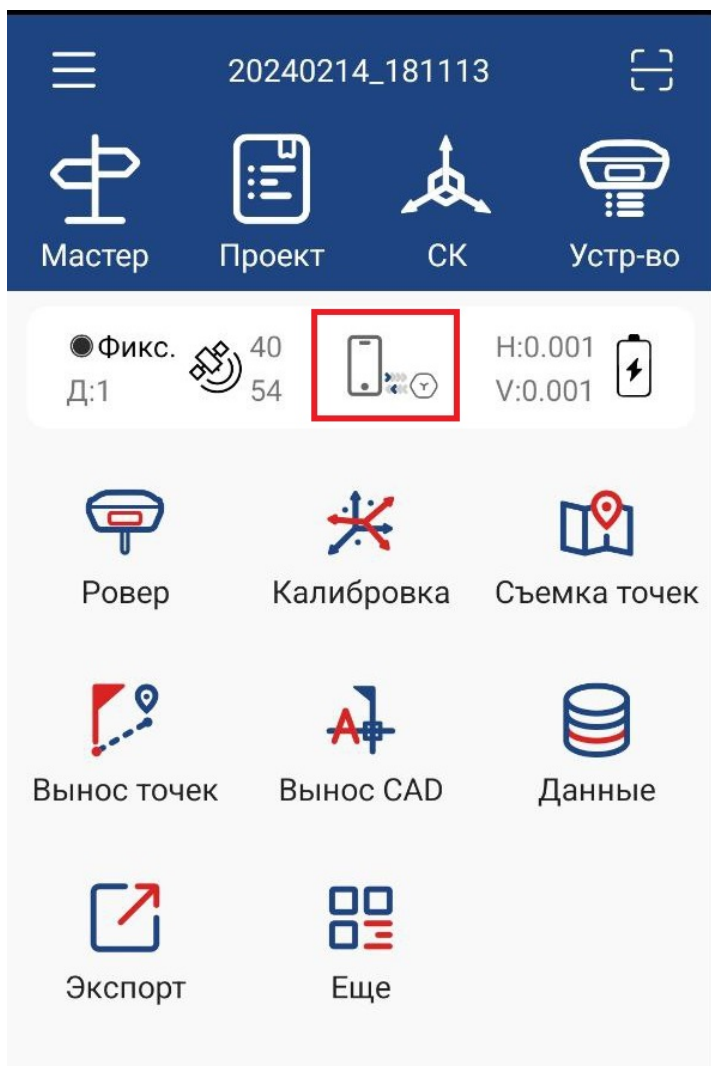 20240214_181113
Мастер Проект СК Устр-во
Фикс. 40 H:0.001
Д:1 54 V:0.001
Ровер Калибровка Съемка точек
Вынос точек Вынос CAD Данные
Экспорт Еще